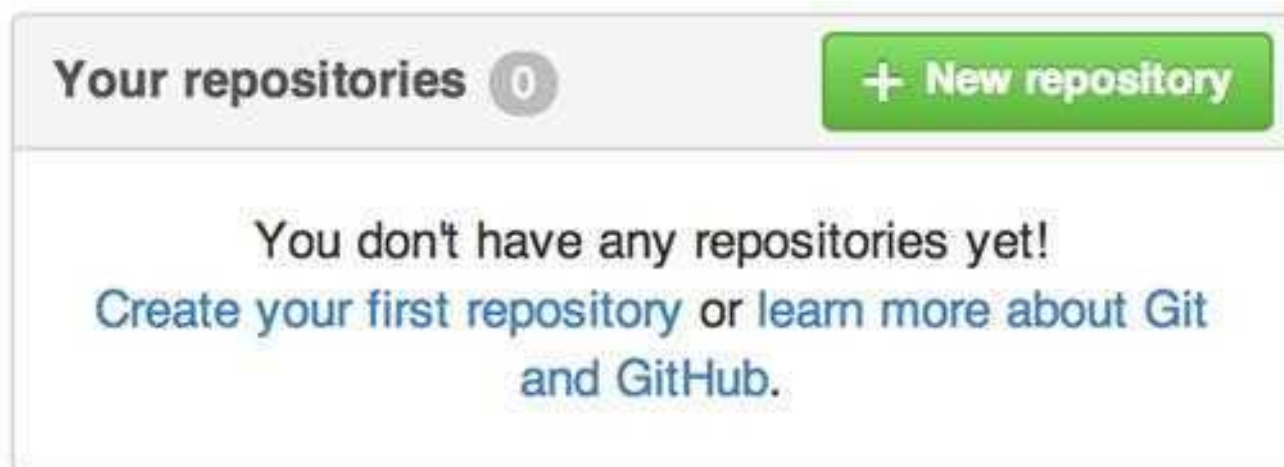 Your repositories 0
+ New repository
You don't have any repositories yet!
Create your first repository or learn more about Git
and GitHub.